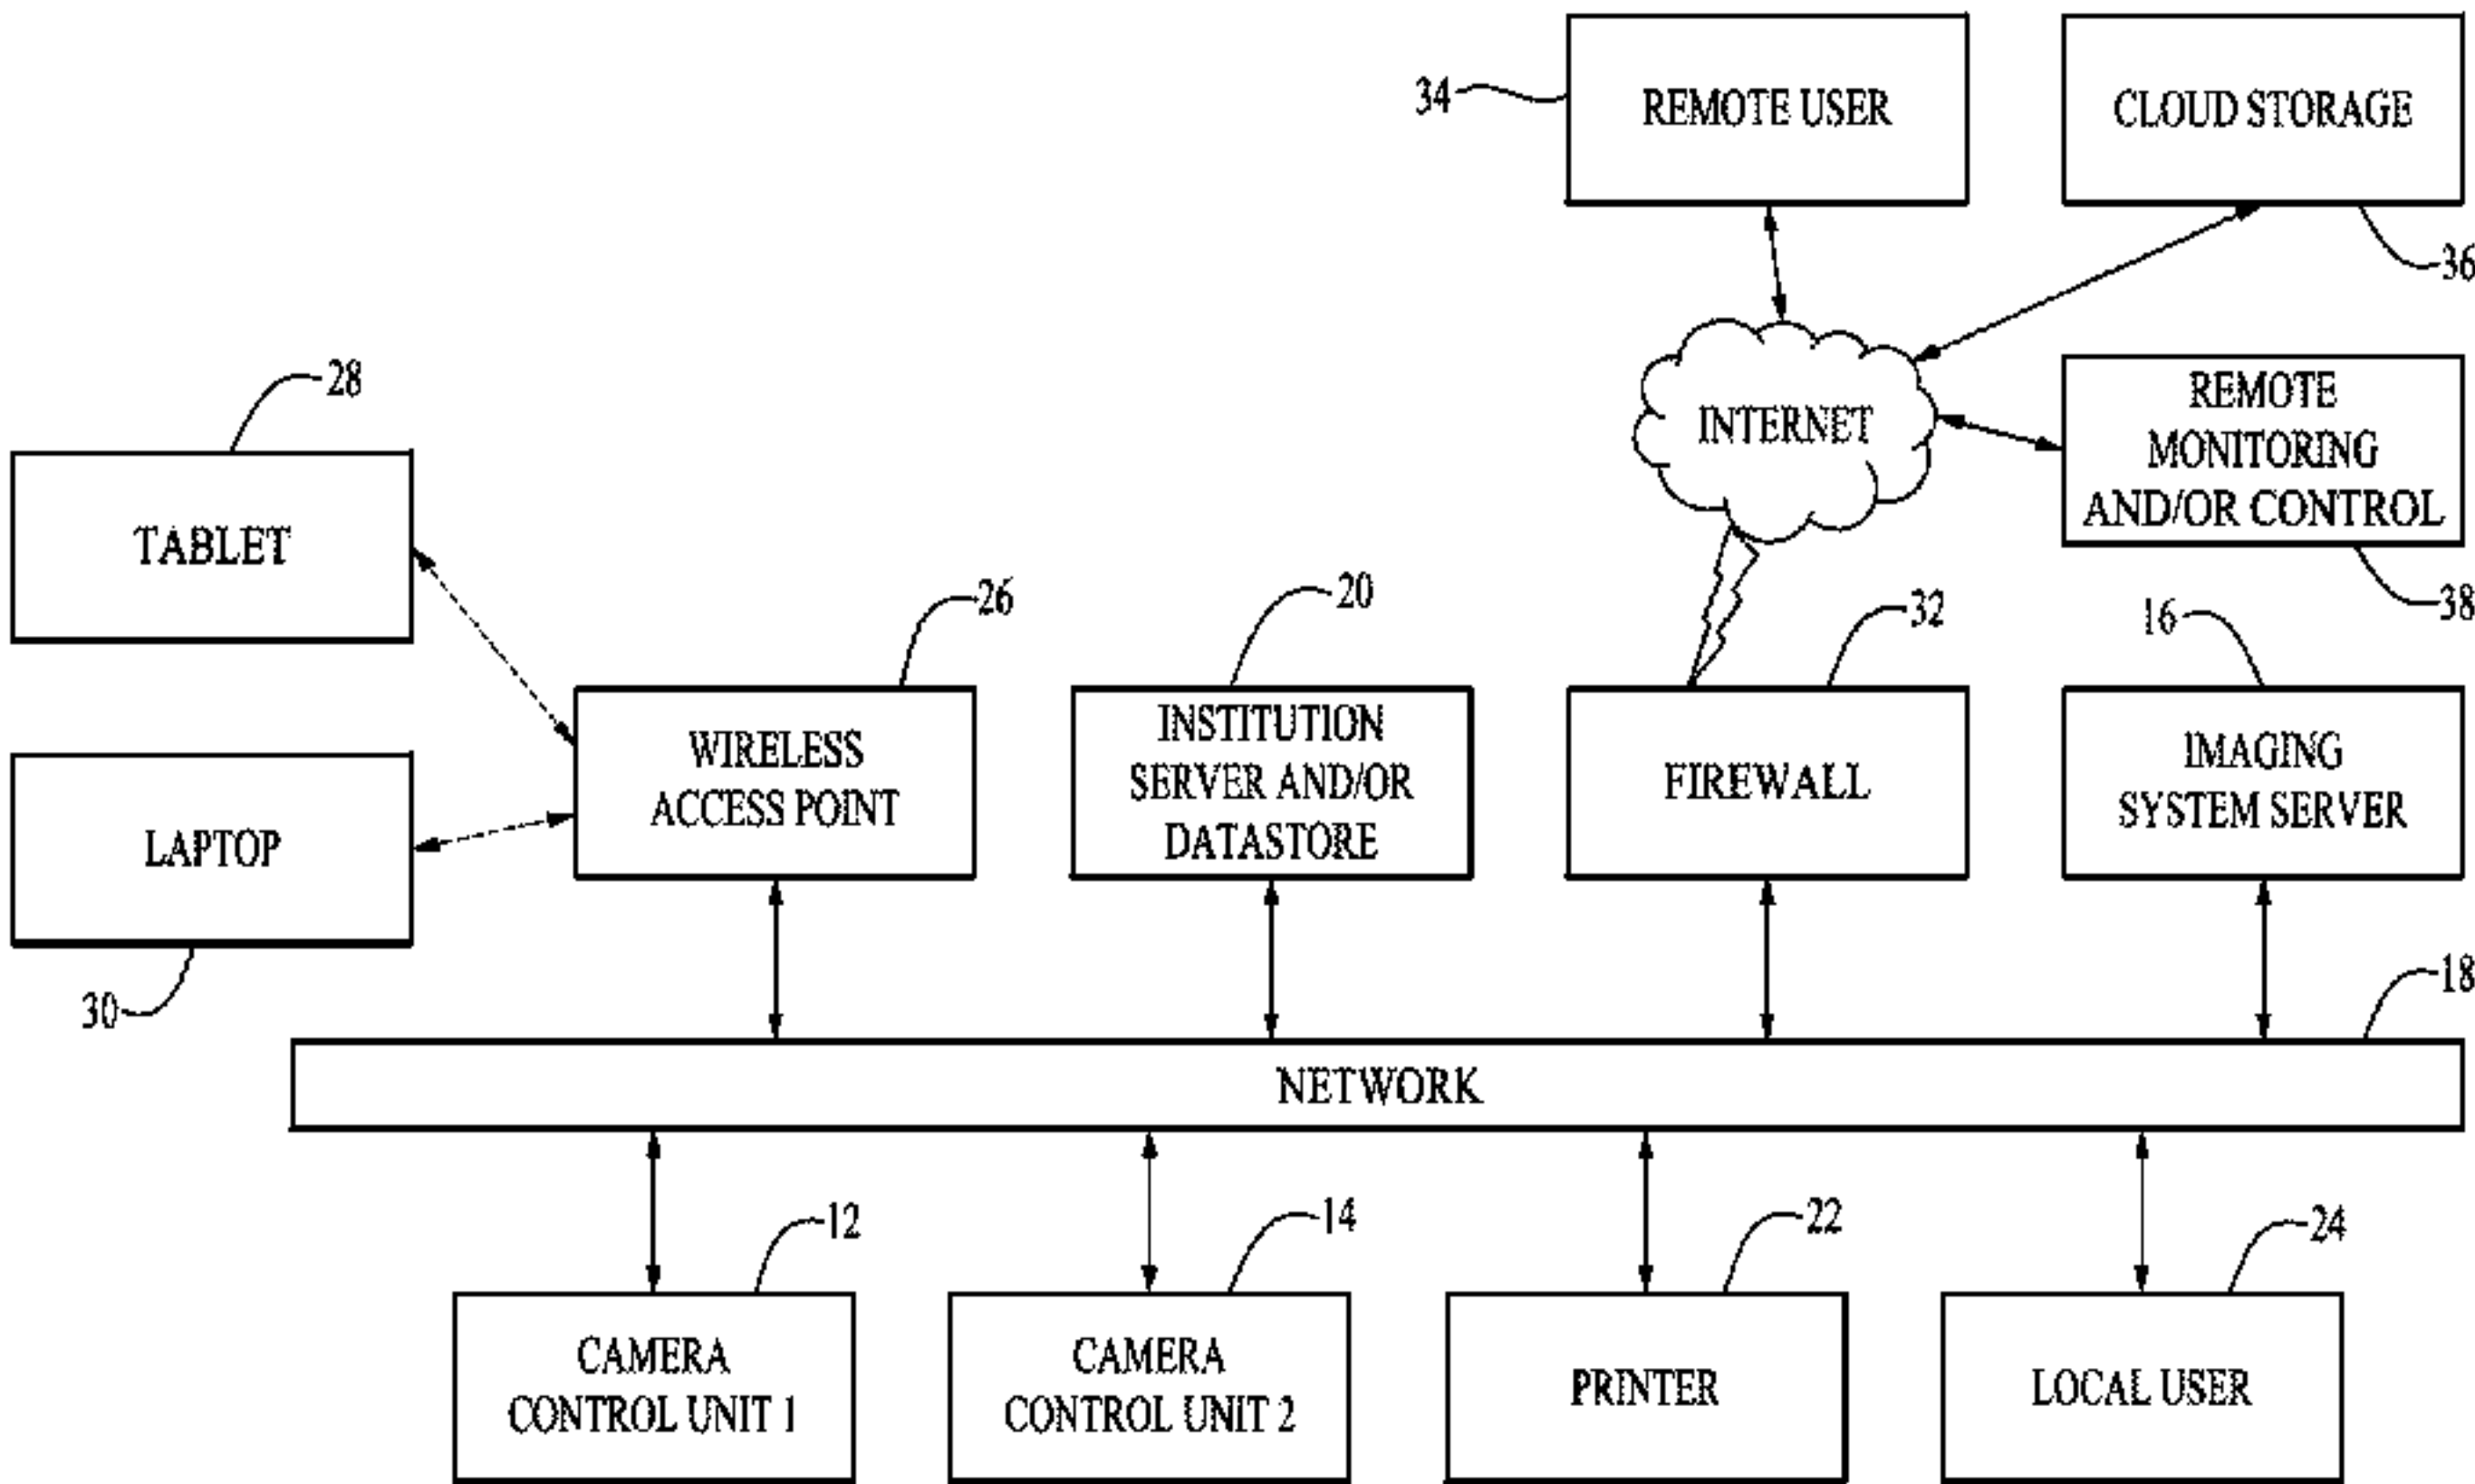 34
REMOTE USER
CLOUD STORAGE
36
28
TABLET
INTERNET
REMOTE
MONITORING
AND/OR CONTROL
38
26
20
32
16
LAPTOP
30
WIRELESS
ACCESS POINT
INSTITUTION
SERVER AND/OR
DATASTORE
FIREWALL
IMAGING
SYSTEM SERVER
18
NETWORK
12
14
22
24
CAMERA
CONTROL UNIT 1
CAMERA
CONTROL UNIT 2
PRINTER
LOCAL USER